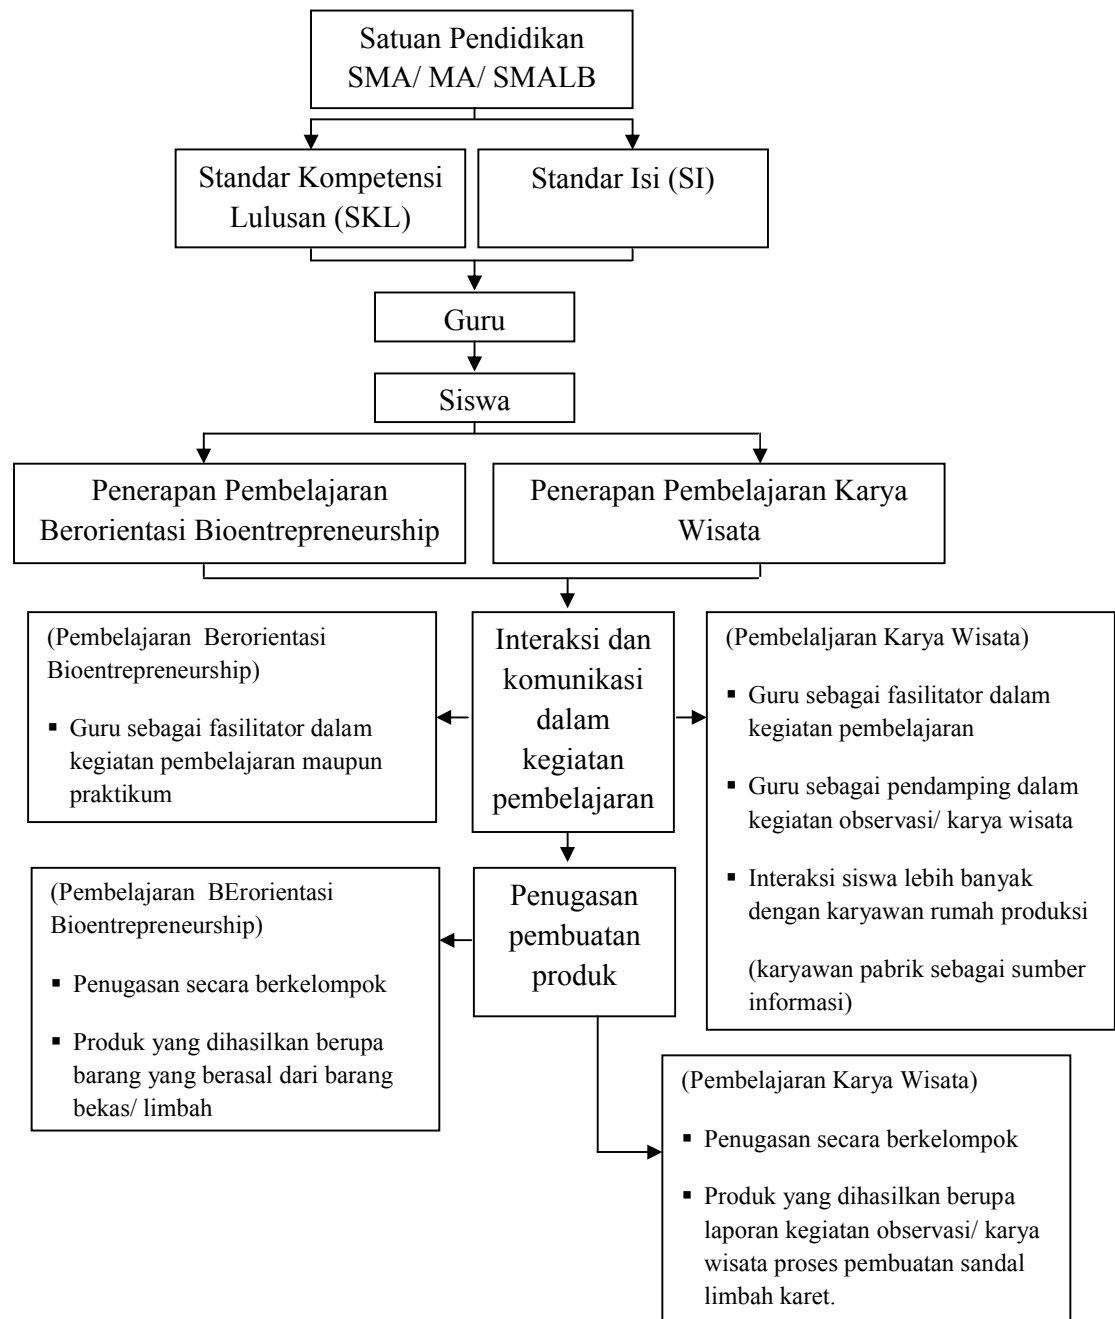 Satuan Pendidikan
SMA/ MA/ SMALB
Standar Kompetensi
Lulusan (SKL)
Standar Isi (SI)
Guru
Siswa
Penerapan Pembelajaran
Berorientasi Bioentrepreneurship
Penerapan Pembelajaran Karya
Wisata
(Pembelajaran Berorientasi
Bioentrepreneurship)
▪ Guru sebagai fasilitator dalam
kegiatan pembelajaran maupun
praktikum
Interaksi dan
komunikasi
dalam
kegiatan
pembelajaran
(Pembelaljaran Karya Wisata)
▪ Guru sebagai fasilitator dalam
kegiatan pembelajaran
▪ Guru sebagai pendamping dalam
kegiatan observasi/ karya wisata
▪ Interaksi siswa lebih banyak
dengan karyawan rumah produksi
(karyawan pabrik sebagai sumber
informasi)
(Pembelajaran BErorientasi
Bioentrepreneurship)
▪ Penugasan secara berkelompok
▪ Produk yang dihasilkan berupa
barang yang berasal dari barang
bekas/ limbah
Penugasan
pembuatan
produk
(Pembelajaran Karya Wisata)
▪ Penugasan secara berkelompok
▪ Produk yang dihasilkan berupa
laporan kegiatan observasi/ karya
wisata proses pembuatan sandal
limbah karet.